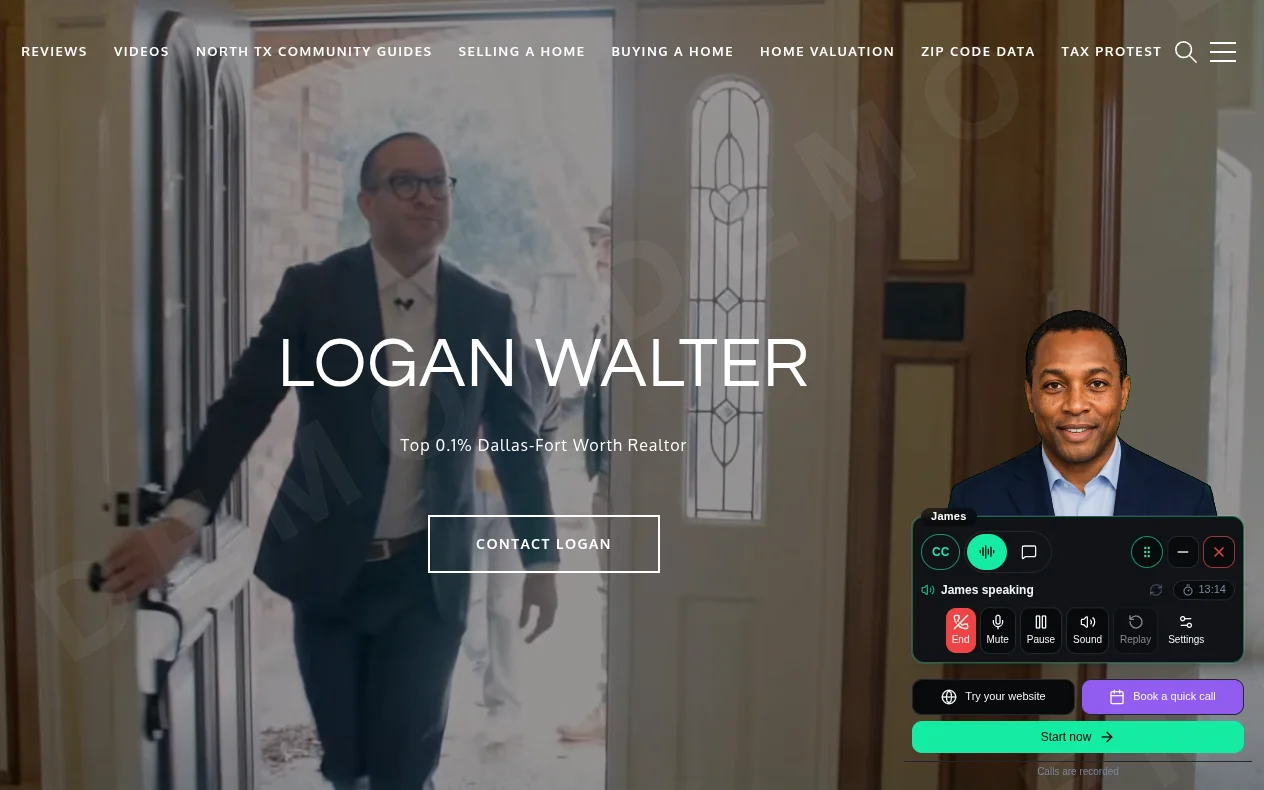 REVIEWS VIDEOS NORTH TX COMMUNITY GUIDES SELLING A HOME BUYING A HOME HOME VALUATION ZIP CODE DATA TAX PROTEST
DEMO DEMO
LOGAN WALTER
Top 0.1% Dallas-Fort Worth Realtor
CONTACT LOGAN
James
CC
James speaking 13:14
End Mute Pause Sound Replay Settings
Try your website Book a quick call
Start now
Calls are recorded